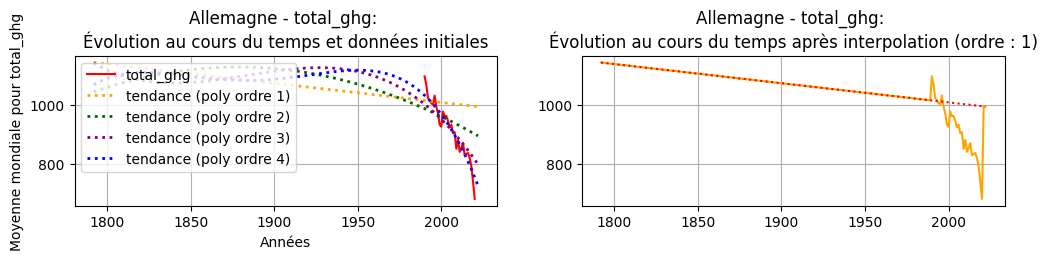 Allemagne - total_ghg:
Évolution au cours du temps et données initiales
Moyenne mondiale pour total_ghg
1000
800
total_ghg
tendance (poly ordre 1)
tendance (poly ordre 2)
tendance (poly ordre 3)
tendance (poly ordre 4)
1800
1850
1900
1950
2000
Années
Allemagne - total_ghg:
Évolution au cours du temps après interpolation (ordre : 1)
1000
800
1800
1850
1900
1950
2000